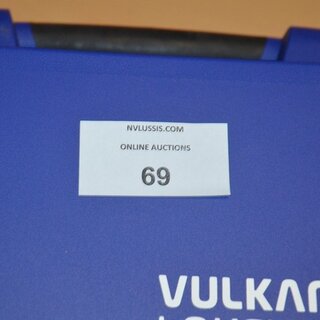 NVLUSSIS.COM
ONLINE AUCTIONS
69
VULKAN